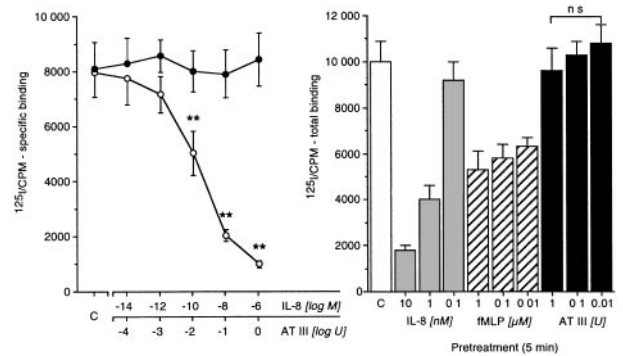 10 000
8000
6000
4000
2000
0
125I/CPM - specific binding
**
**
**
C
-14 -12 -10 -8 -6 IL-8 [log M]
-4 -3 -2 -1 0 AT III [log U]
12 000
10 000
8000
6000
4000
2000
0
125I/CPM - total binding
n s
C 10 1 0 1 1 0 1 0 01 1 0 1 0.01
IL-8 [nM] fMLP [µM] AT III [U]
Pretreatment (5 min)